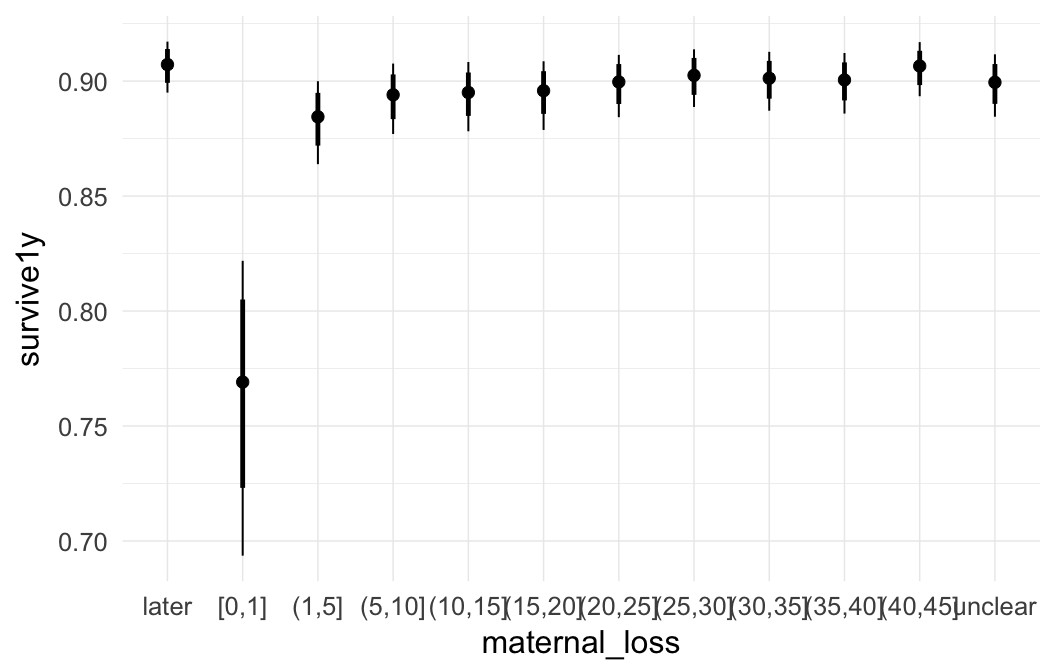 survive1y
0.90
0.85
0.80
0.75
0.70
later [0,1] (1,5] (5,10] (10,15] (15,20] (20,25] (25,30] (30,35] (35,40] (40,45] unclear
maternal_loss